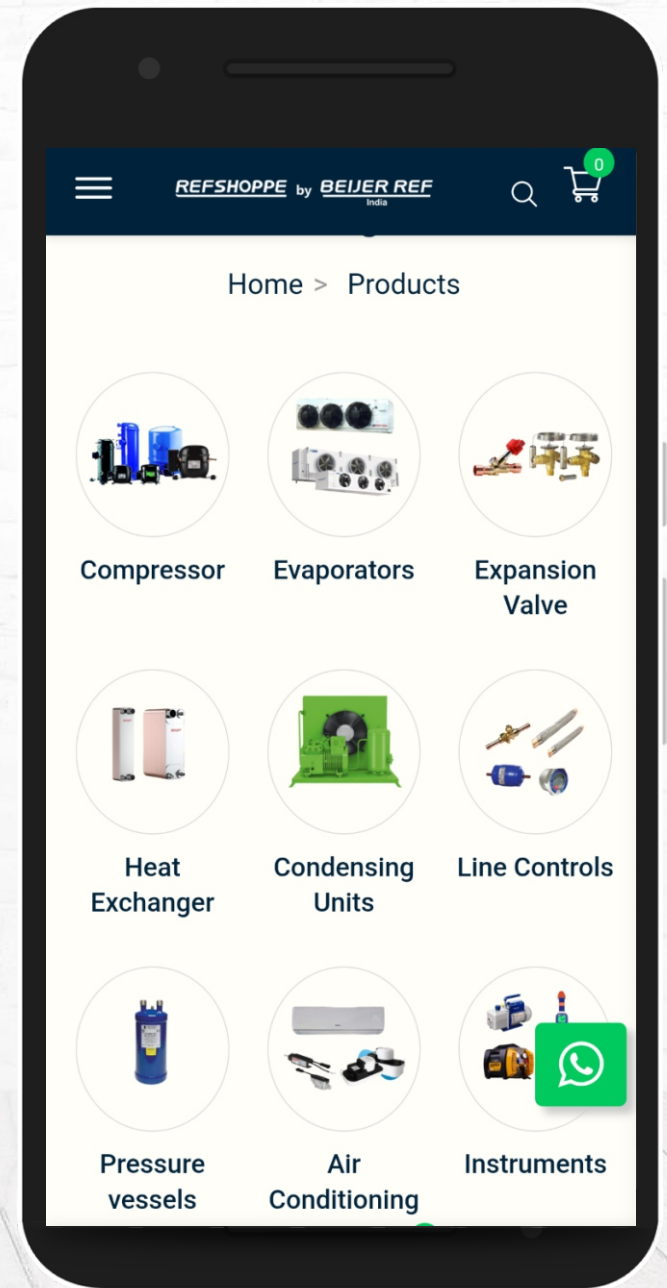 0
REFSHOPPE by BEIJER REF
India
Home > Products
Compressor
Evaporators
Expansion
Valve
Heat
Exchanger
Condensing
Units
Line Controls
Pressure
vessels
Air
Conditioning
Instruments